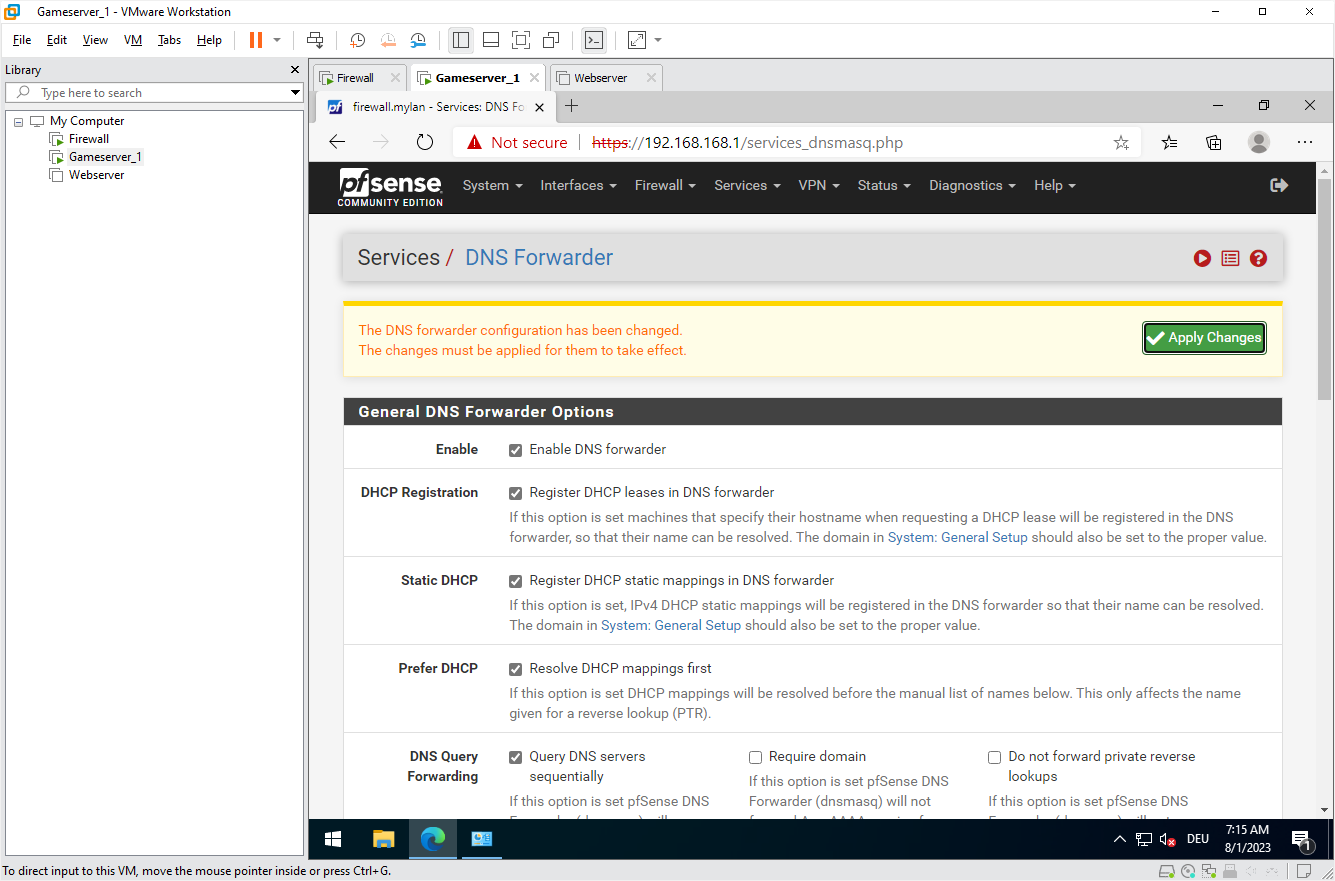 Gameserver_1 - VMware Workstation
File Edit View VM Tabs Help
Library
Type here to search
My Computer
Firewall
Gameserver_1
Webserver
Firewall
Gameserver_1
Webserver
firewall.mylan - Services: DNS Fo
Not secure https://192.168.168.1/services_dnsmasq.php
pfsense
COMMUNITY EDITION
System Interfaces Firewall Services VPN Status Diagnostics Help
Services / DNS Forwarder
The DNS forwarder configuration has been changed.
The changes must be applied for them to take effect.
Apply Changes
General DNS Forwarder Options
Enable
Enable DNS forwarder
DHCP Registration
Register DHCP leases in DNS forwarder
If this option is set machines that specify their hostname when requesting a DHCP lease will be registered in the DNS
forwarder, so that their name can be resolved. The domain in System: General Setup should also be set to the proper value.
Static DHCP
Register DHCP static mappings in DNS forwarder
If this option is set, IPv4 DHCP static mappings will be registered in the DNS forwarder so that their name can be resolved.
The domain in System: General Setup should also be set to the proper value.
Prefer DHCP
Resolve DHCP mappings first
If this option is set DHCP mappings will be resolved before the manual list of names below. This only affects the name
given for a reverse lookup (PTR).
DNS Query
Forwarding
Query DNS servers
sequentially
If this option is set pfSense DNS
Require domain
If this option is set pfSense DNS
Forwarder (dnsmasq) will not
Do not forward private reverse
lookups
If this option is set pfSense DNS
DEU
7:15 AM
8/1/2023
1
To direct input to this VM, move the mouse pointer inside or press Ctrl+G.